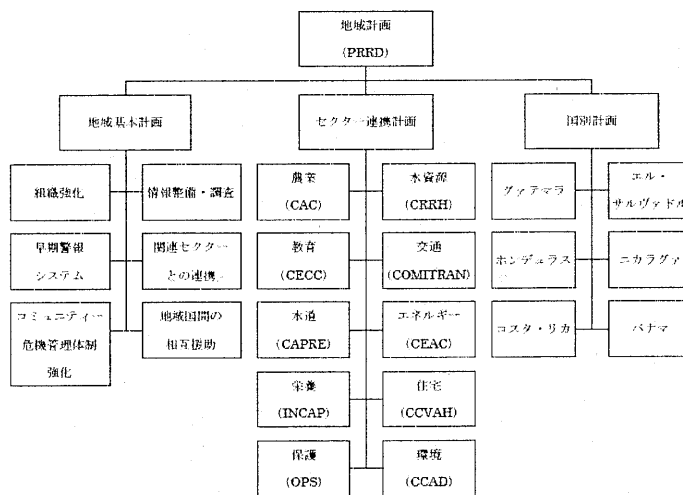 地域計画
(PRRD)
地域基本計画
セクター連携計画
国別計画
組織強化
情報整備・調査
早期警報
システム
関連セクター
との連携
コミュニティー
危機管理体制
強化
地域国間の
相互援助
農業
(CAC)
水資源
(CRRH)
教育
(CECC)
交通
(COMITRAN)
水道
(CAPRE)
エネルギー
(CEAC)
栄養
(INCAP)
住宅
(CCVAH)
保護
(OPS)
環境
(CCAD)
グァテマラ
エル・
サルヴァドル
ホンデュラス
ニカラグァ
コスタ・リカ
パナマ